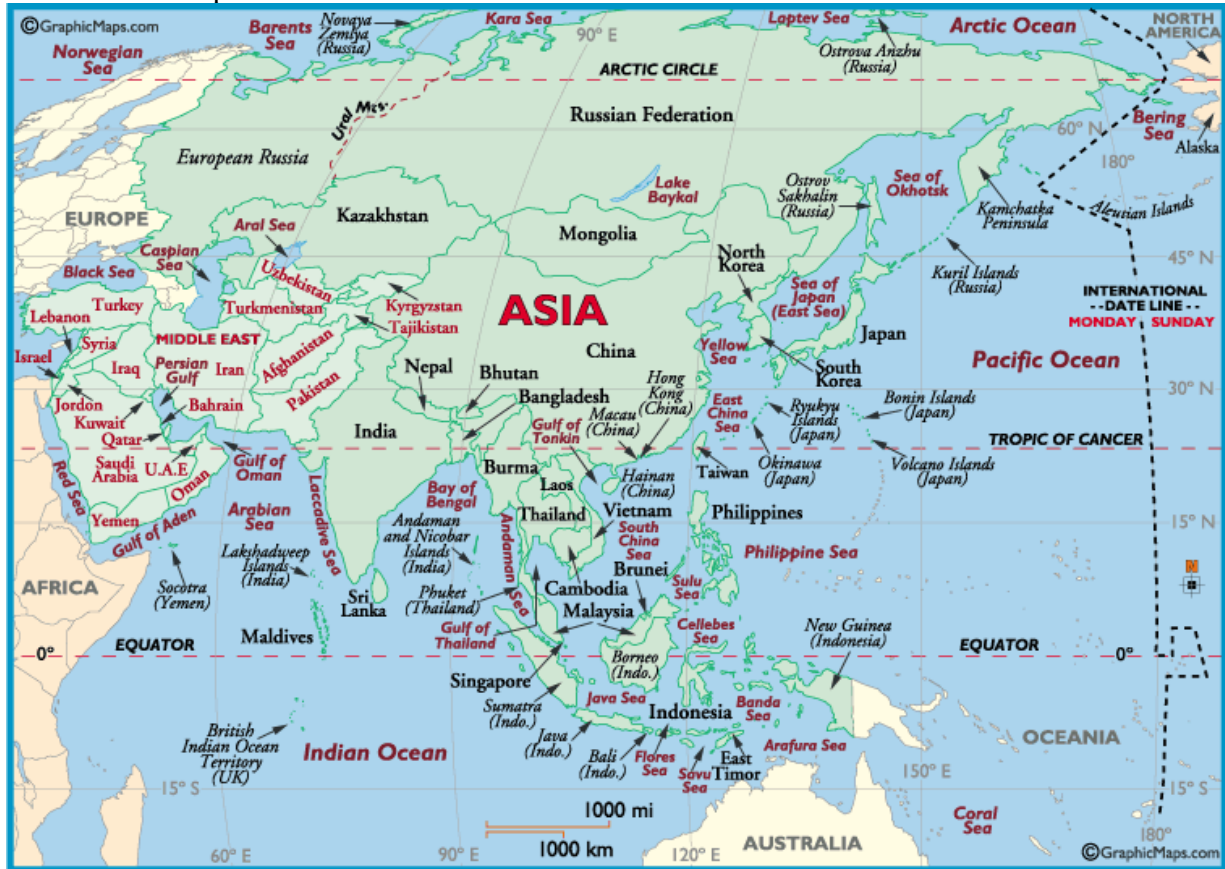 ©GraphicMaps.com
Norwegian
Sea
Barents
Sea
Novaya
Zemlya
(Russia)
Kara Sea
90° E
Laptev Sea
Ostrova Anzhu
(Russia)
Arctic Ocean
NORTH
AMERICA
ARCTIC CIRCLE
Ural Mts.
Russian Federation
European Russia
60° N
180°
Bering
Sea
Alaska
EUROPE
Lake
Baykal
Ostrov
Sakhalin
(Russia)
Sea of
Okhotsk
Kamchatka
Peninsula
Aleusian Islands
Kazakhstan
Mongolia
Aral Sea
Caspian
Sea
Black Sea
North
Korea
45° N
Kuril Islands
(Russia)
Uzbekistan
Turkey
Turkmenistan
Kyrgyzstan
Tajikistan
ASIA
Sea of
Japan
(East Sea)
Japan
INTERNATIONAL
--DATE LINE--
MONDAY SUNDAY
Lebanon
Syria
MIDDLE EAST
Israel
Iraq
Persian
Gulf
Iran
Afghanistan
Pakistan
Nepal
Bhutan
China
Yellow
Sea
South
Korea
Pacific Ocean
Jordon
Kuwait
Bahrain
Qatar
Bangladesh
Hong
Kong
(China)
Macau
(China)
East
China
Sea
Ryukyu
Islands
(Japan)
Bonin Islands
(Japan)
30° N
India
Gulf of
Tonkin
TROPIC OF CANCER
Saudi
Arabia
U.A.E
Oman
Gulf of
Oman
Red Sea
Burma
Laos
Hainan
(China)
Taiwan
Okinawa
(Japan)
Volcano Islands
(Japan)
Yemen
Gulf of Aden
Arabian
Sea
Laccadive Sea
Bay of
Bengal
Thailand
Vietnam
Philippines
15° N
Andaman
and Nicobar
Islands
(India)
Andaman Sea
South
China
Sea
Philippine Sea
N
AFRICA
Socotra
(Yemen)
Lakshadweep
Islands
(India)
Sri
Lanka
Phuket
(Thailand)
Cambodia
Brunei
Sulu
Sea
Malaysia
Gulf of
Thailand
Cellebes
Sea
New Guinea
(Indonesia)
Maldives
EQUATOR
EQUATOR
0°
0°
Singapore
Borneo
(Indo.)
Sumatra
(Indo.)
Java Sea
Indonesia
Banda
Sea
British
Indian Ocean
Territory
(UK)
Indian Ocean
Java
(Indo.)
Bali
(Indo.)
Flores
Sea
Savu
Sea
East
Timor
Arafura Sea
OCEANIA
15° S
150° E
15° S
1000 mi
1000 km
Coral
Sea
60° E
90° E
120° E
AUSTRALIA
180°
©GraphicMaps.com